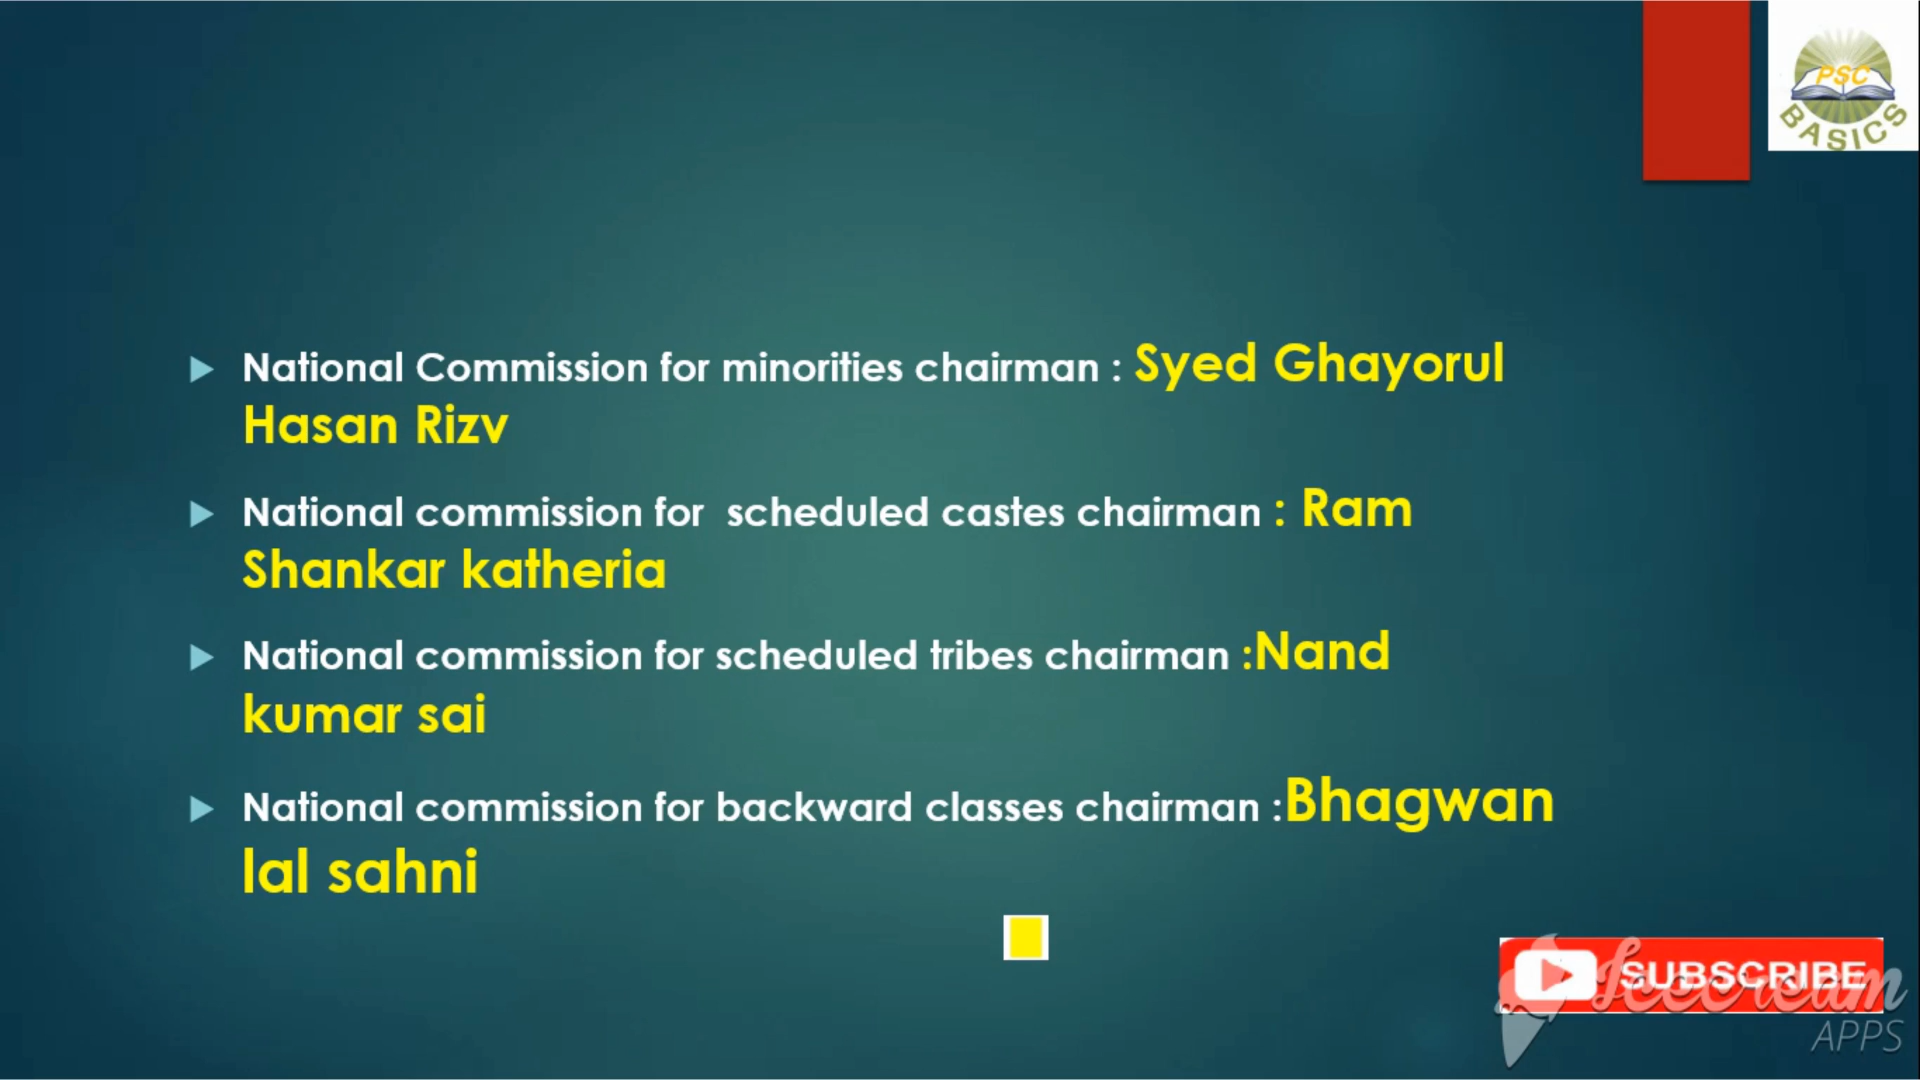 PSC
BASICS
National Commission for minorities chairman : Syed Ghayorul
Hasan Rizv
National commission for scheduled castes chairman : Ram
Shankar katheria
National commission for scheduled tribes chairman :Nand
kumar sai
National commission for backward classes chairman :Bhagwan
lal sahni
SUBSCRIBE
Icecream
APPS